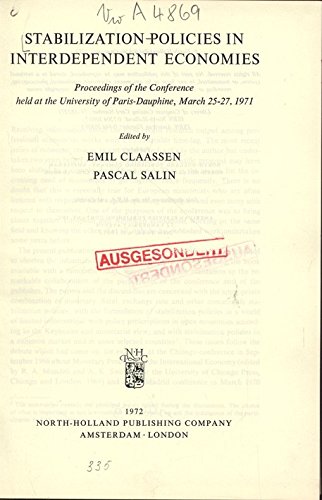 Vw A 4869
STABILIZATION POLICIES IN
INTERDEPENDENT ECONOMIES
Proceedings of the Conference
held at the University of Paris-Dauphine, March 25-27, 1971
Edited by
EMIL CLAASSEN
PASCAL SALIN
AUSGESONDERT
1972
NORTH-HOLLAND PUBLISHING COMPANY
AMSTERDAM - LONDON
335